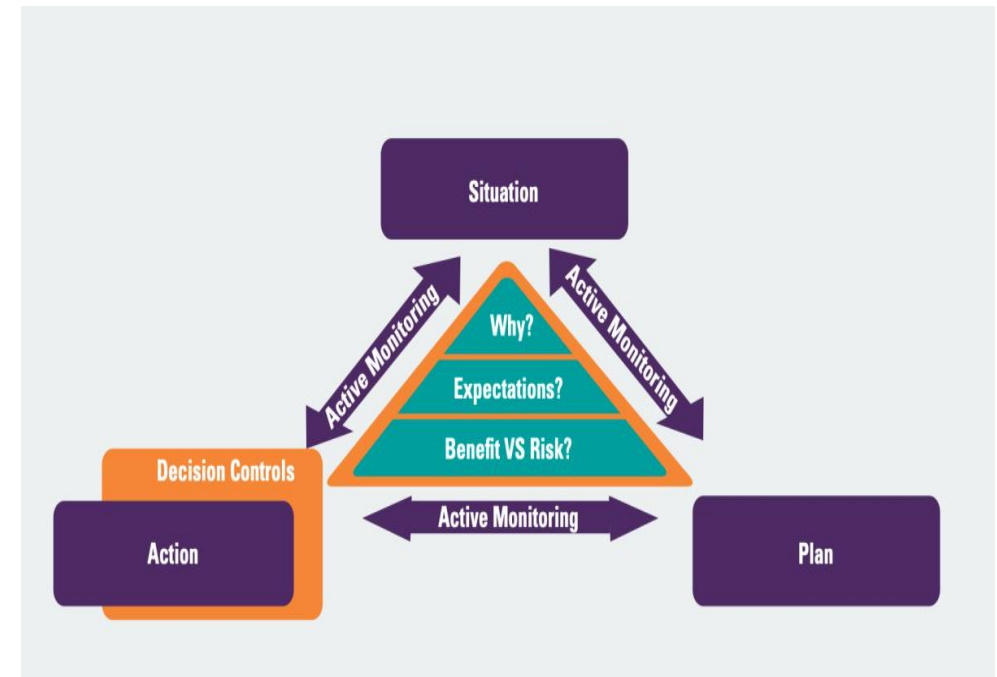 Situation
Active Monitoring
Active Monitoring
Why?
Expectations?
Benefit VS Risk?
Decision Controls
Active Monitoring
Action
Plan